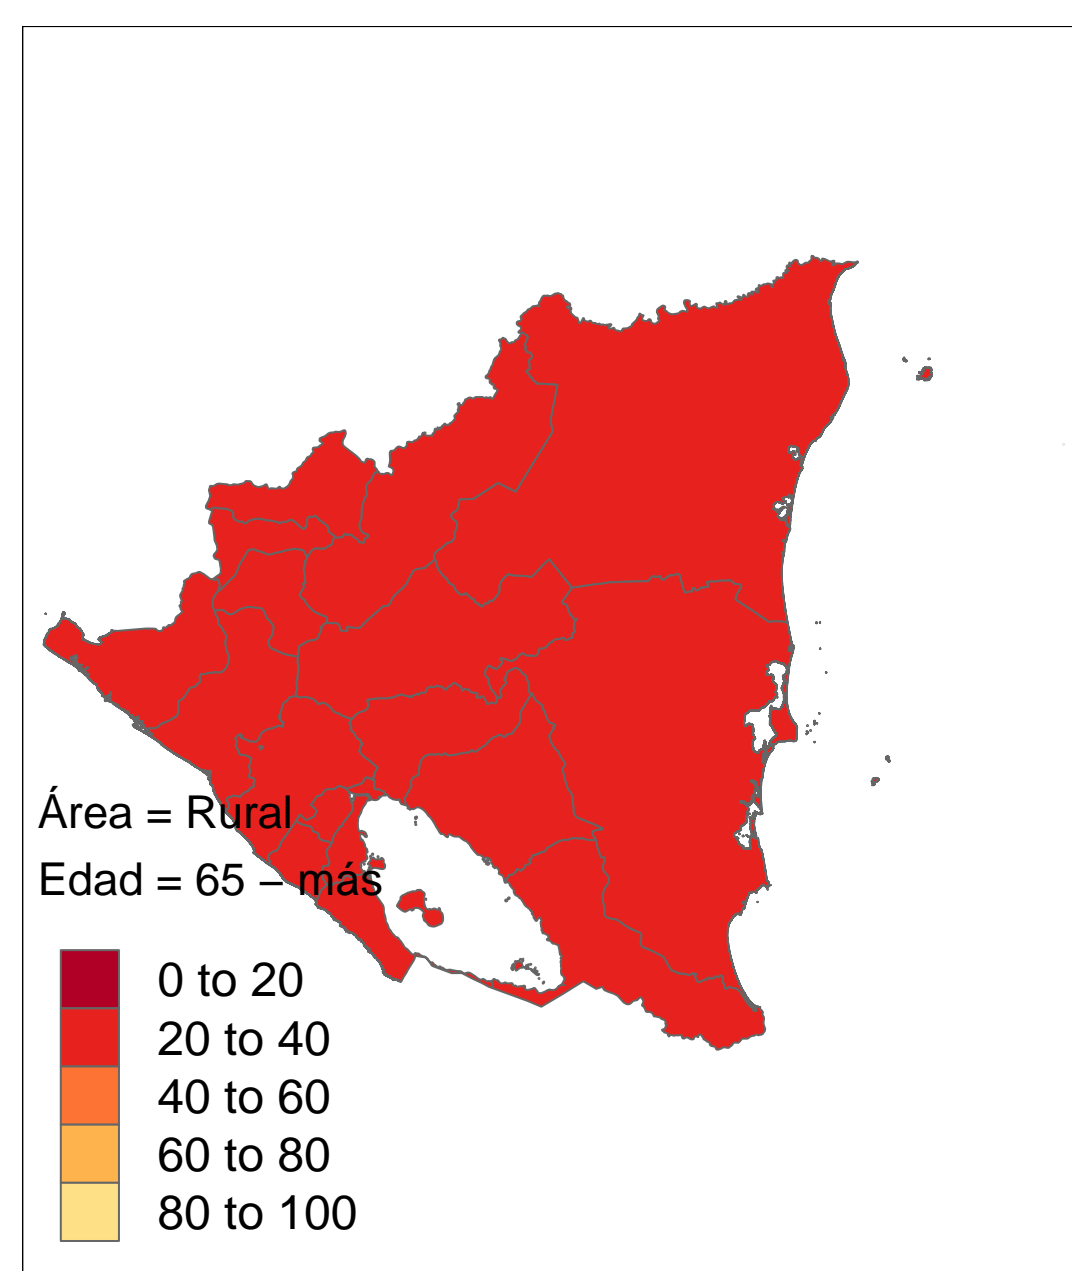 Área = Rural
Edad = 65 – más
0 to 20
20 to 40
40 to 60
60 to 80
80 to 100